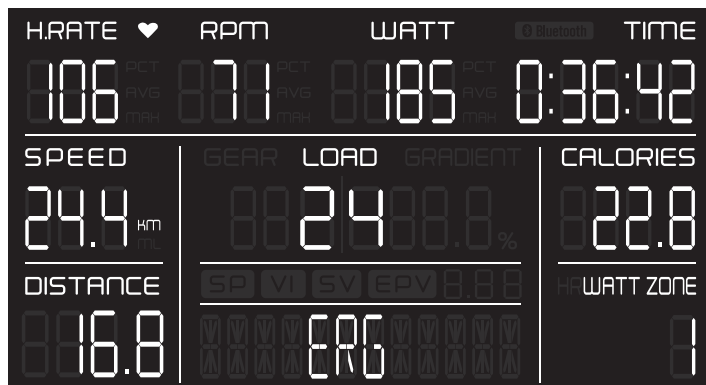 H.RATE RPM WATT Bluetooth TIME
PCT PCT PCT
106 71 185 0:36:42
AVG AVG AVG
MAX MAX MAX
SPEED GEAR LOAD GRADIENT CALORIES
24.4 KM 24 % 22.8
ML
DISTANCE SP VI SV EPV HR WATT ZONE
16.8 ERG 1